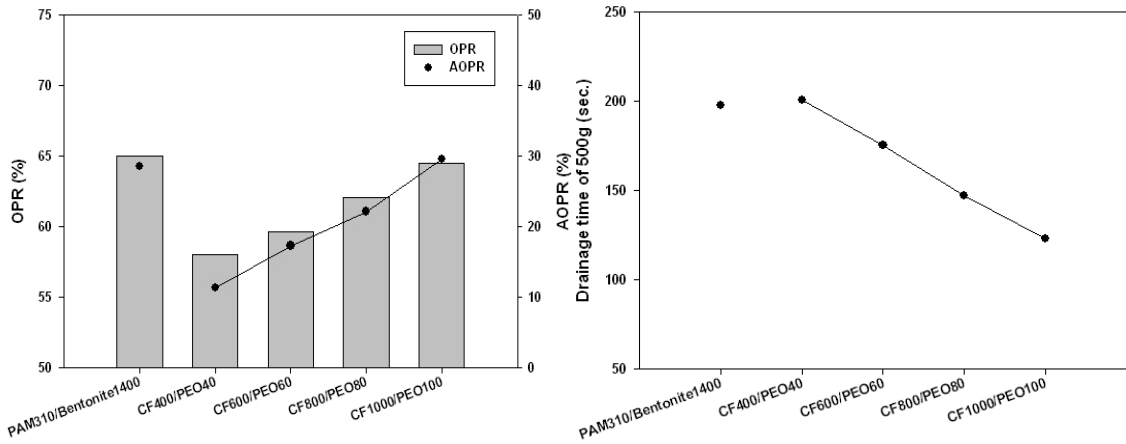 75
70
65
60
55
50
OPR (%)
50
40
30
20
10
0
AOPR (%)
OPR
AOPR
PAM310/Bentonite1400
CF400/PEO40
CF600/PEO60
CF800/PEO80
CF1000/PEO100
250
200
150
100
50
Drainage time of 500g (sec.)
PAM310/Bentonite1400
CF400/PEO40
CF600/PEO60
CF800/PEO80
CF1000/PEO100